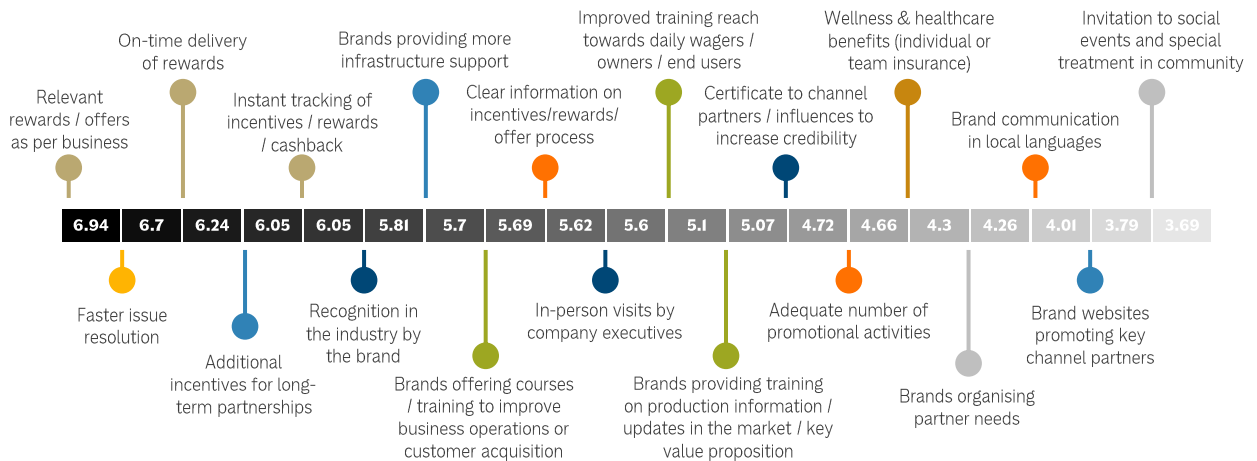 Relevant
rewards / offers
as per business
On-time delivery
of rewards
Instant tracking of
incentives / rewards
/ cashback
Brands providing more
infrastructure support
Clear information on
incentives/rewards/
offer process
Improved training reach
towards daily wagers /
owners / end users
Certificate to channel
partners / influences to
increase credibility
Wellness & healthcare
benefits (individual or
team insurance)
Brand communication
in local languages
Invitation to social
events and special
treatment in community
6.94 6.7 6.24 6.05 6.05 5.81 5.7 5.69 5.62 5.6 5.1 5.07 4.72 4.66 4.3 4.26 4.01 3.79 3.69
Faster issue
resolution
Additional
incentives for long-
term partnerships
Recognition in
the industry by
the brand
Brands offering courses
/ training to improve
business operations or
customer acquisition
In-person visits by
company executives
Brands providing training
on production information /
updates in the market / key
value proposition
Adequate number of
promotional activities
Brands organising
partner needs
Brand websites
promoting key
channel partners